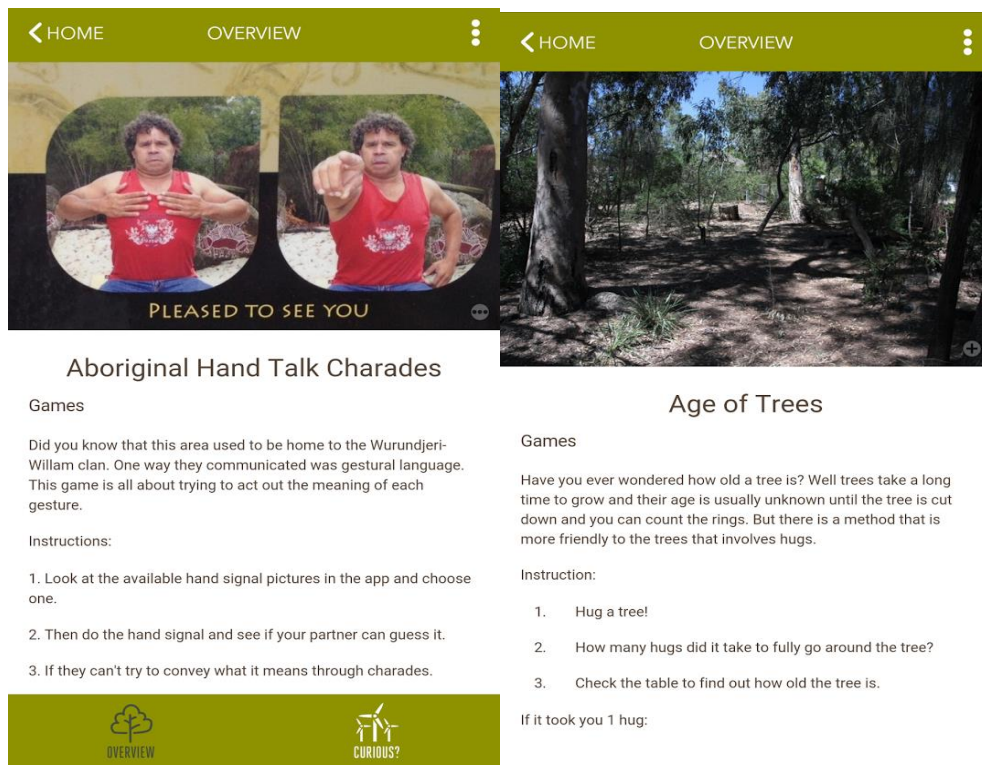 HOME
OVERVIEW
PLEASED TO SEE YOU
Aboriginal Hand Talk Charades
Games
Did you know that this area used to be home to the Wurundjeri-
Willam clan. One way they communicated was gestural language.
This game is all about trying to act out the meaning of each
gesture.
Instructions:
1. Look at the available hand signal pictures in the app and choose
one.
2. Then do the hand signal and see if your partner can guess it.
3. If they can't try to convey what it means through charades.
OVERVIEW
CURIOUS?
HOME
OVERVIEW
Age of Trees
Games
Have you ever wondered how old a tree is? Well trees take a long
time to grow and their age is usually unknown until the tree is cut
down and you can count the rings. But there is a method that is
more friendly to the trees that involves hugs.
Instruction:
1. Hug a tree!
2. How many hugs did it take to fully go around the tree?
3. Check the table to find out how old the tree is.
If it took you 1 hug: